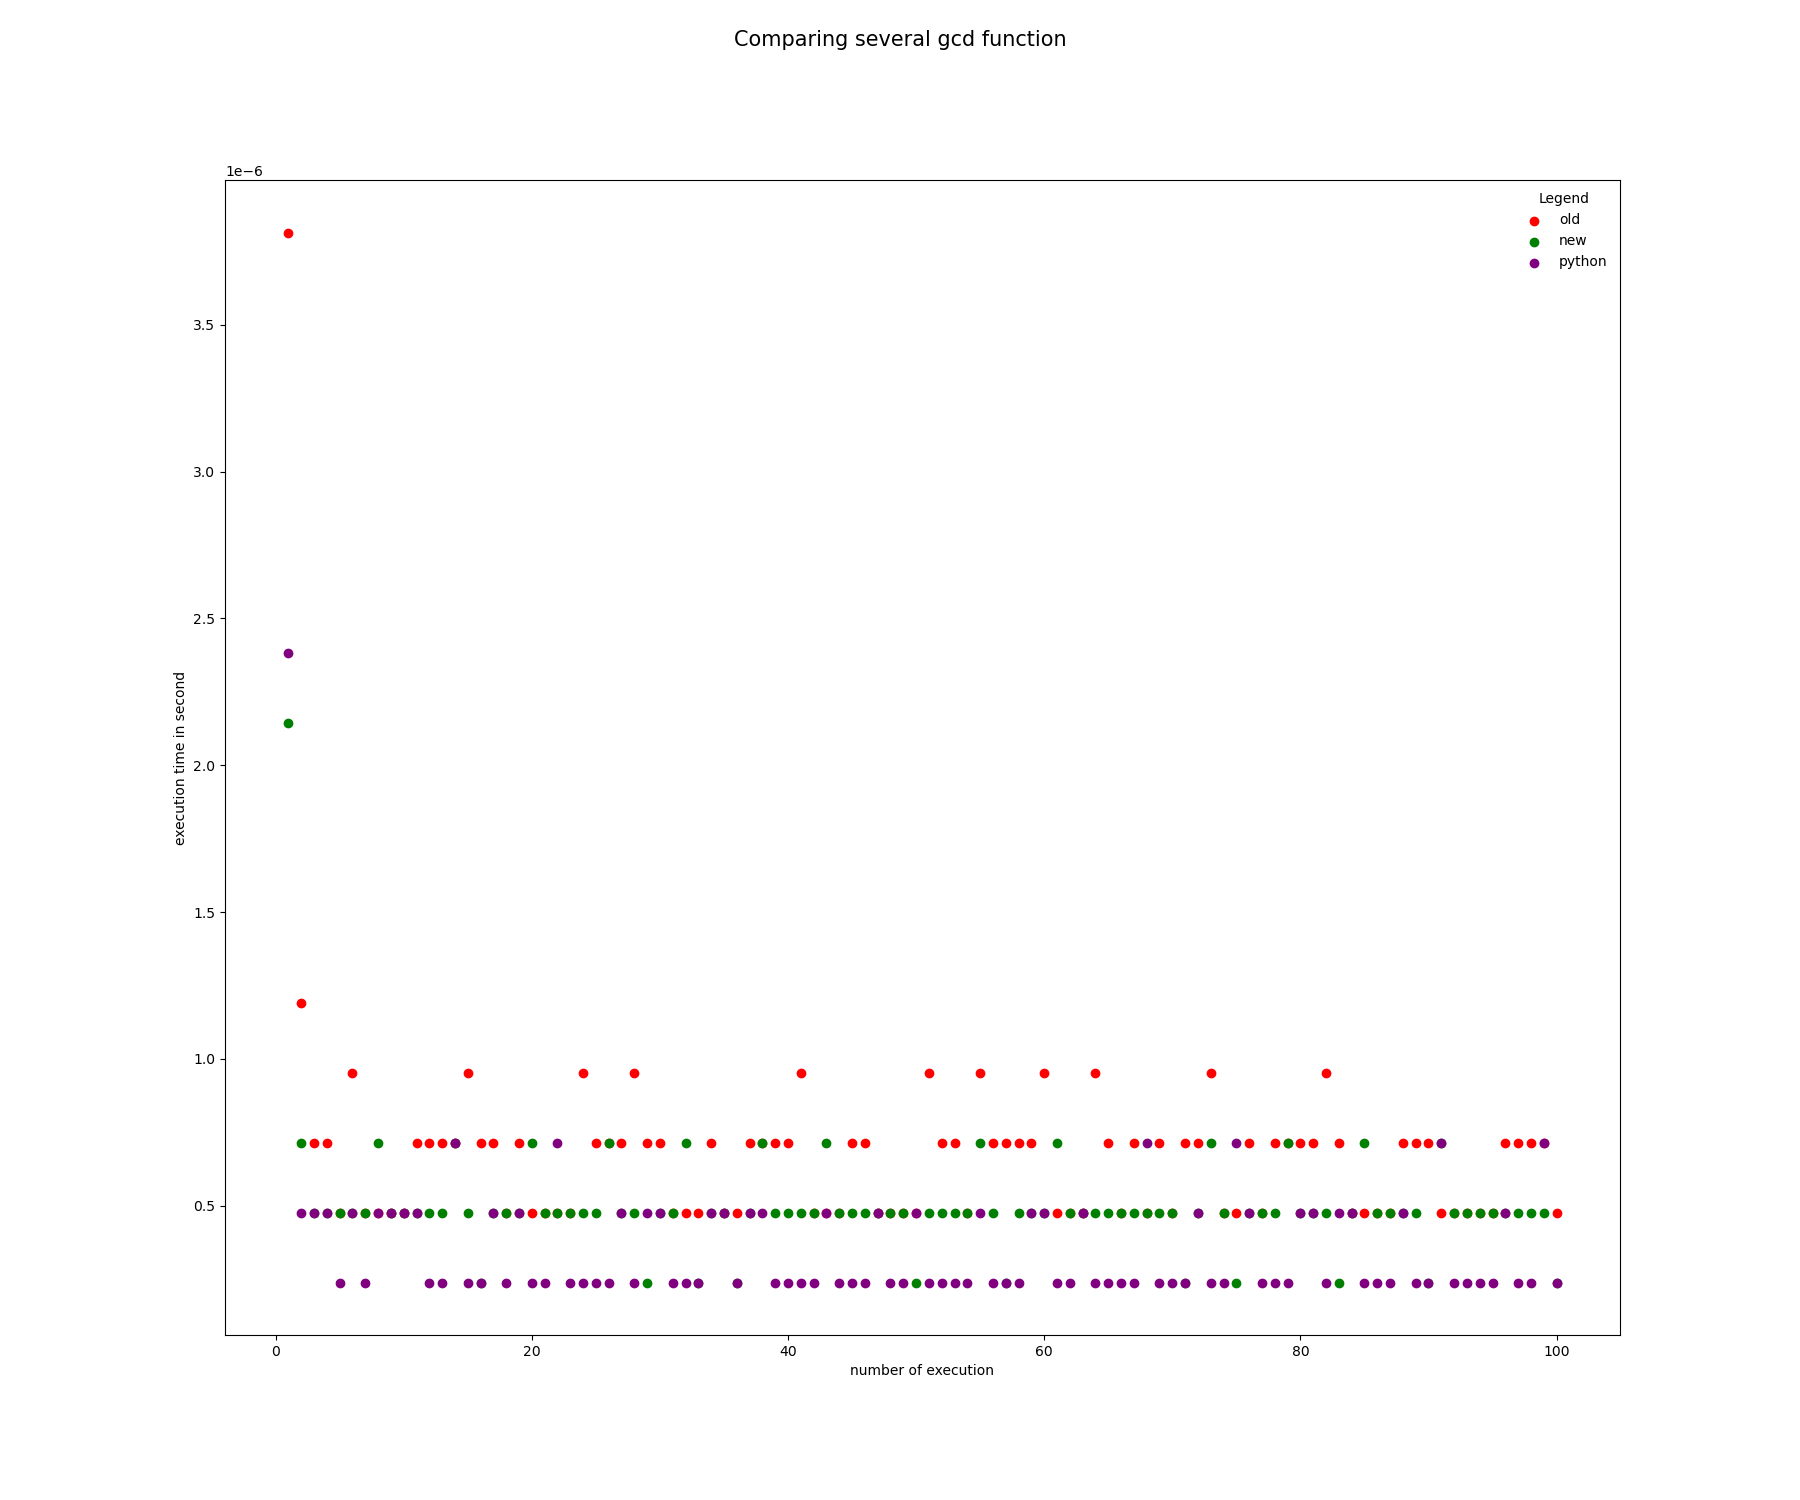 Comparing several gcd function
1e−6
Legend
old
new
python
3.5
3.0
2.5
2.0
1.5
1.0
0.5
execution time in second
0 20 40 60 80 100
number of execution